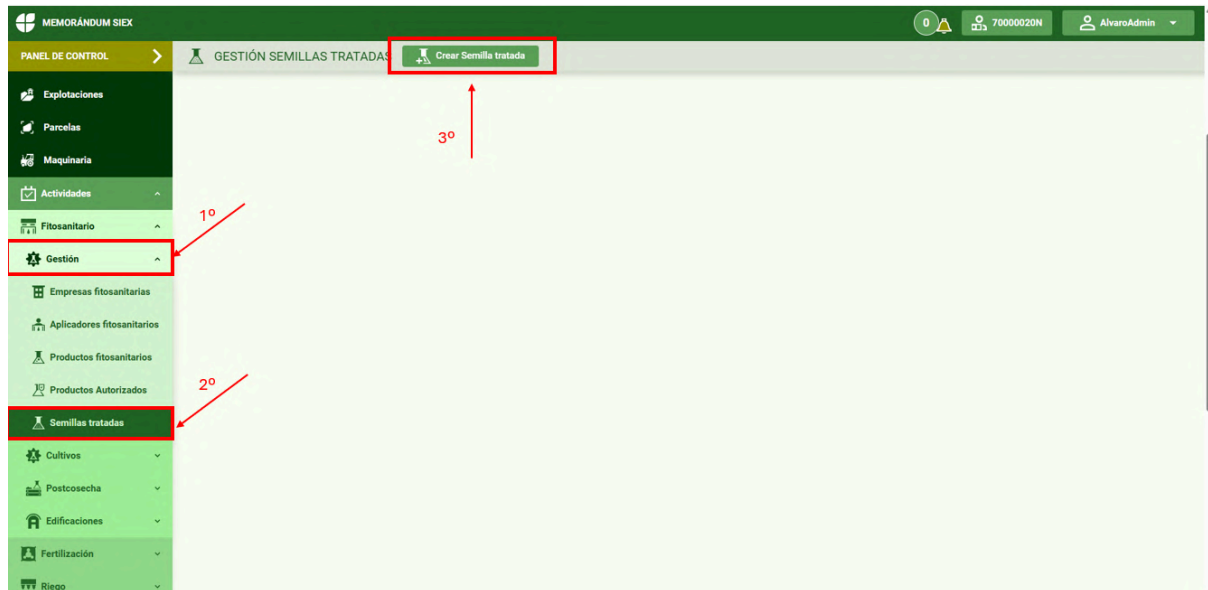 MEMORÁNDUM SIEX
0
70000020N
AlvaroAdmin
PANEL DE CONTROL
GESTIÓN SEMILLAS TRATADAS
Crear Semilla tratada
Explotaciones
Parcelas
3º
Maquinaria
Actividades
1º
Fitosanitario
Gestión
Empresas fitosanitarias
Aplicadores fitosanitarios
Productos fitosanitarios
2º
Productos Autorizados
Semillas tratadas
Cultivos
Postcosecha
Edificaciones
Fertilización
Riego